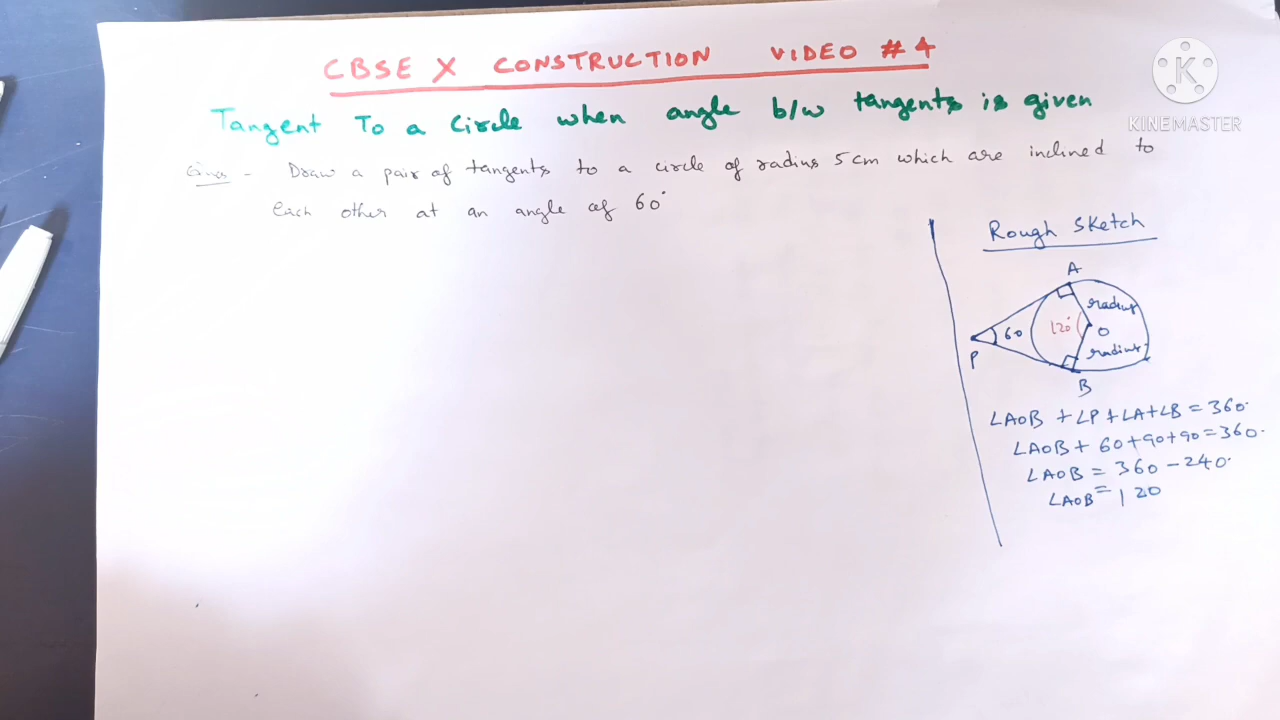 CBSE X CONSTRUCTION VIDEO #4
K
KINEMASTER
Tangent To a Circle when angle b/w tangents is given
Draw a pair of tangents to a circle of radius 5cm which are inclined to
each other at an angle of 60°
Rough Sketch
A
radius
120°
60
O
P
radius
B
∠AOB + ∠P + ∠A + ∠B = 360°
∠AOB + 60 + 90 + 90 = 360°
∠AOB = 360 - 240°
∠AOB = 120